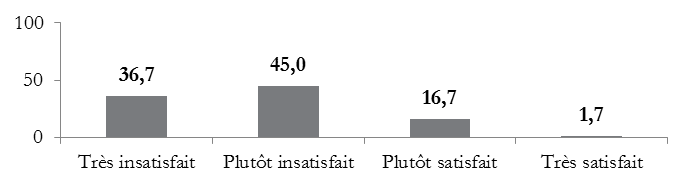 100
50
0
36,7
45,0
16,7
1,7
Très insatisfait
Plutôt insatisfait
Plutôt satisfait
Très satisfait